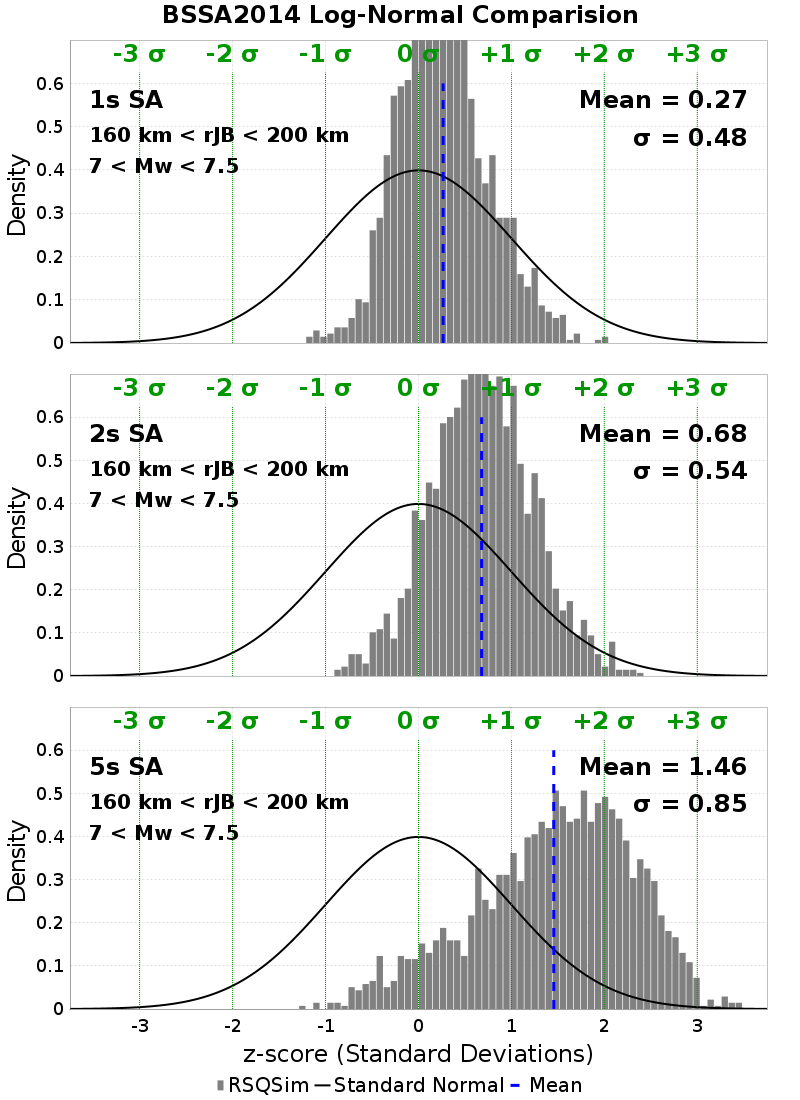 BSSA2014 Log-Normal Comparision
-3 σ -2 σ -1 σ 0 σ +1 σ +2 σ +3 σ
1s SA
160 km < rJB < 200 km
7 < Mw < 7.5
Mean = 0.27
σ = 0.48
Density
0.6
0.5
0.4
0.3
0.2
0.1
0
-3 σ -2 σ -1 σ 0 σ +1 σ +2 σ +3 σ
2s SA
160 km < rJB < 200 km
7 < Mw < 7.5
Mean = 0.68
σ = 0.54
Density
0.6
0.5
0.4
0.3
0.2
0.1
0
-3 σ -2 σ -1 σ 0 σ +1 σ +2 σ +3 σ
5s SA
160 km < rJB < 200 km
7 < Mw < 7.5
Mean = 1.46
σ = 0.85
Density
0.6
0.5
0.4
0.3
0.2
0.1
0
-3 -2 -1 0 1 2 3
z-score (Standard Deviations)
RSQSim Standard Normal Mean